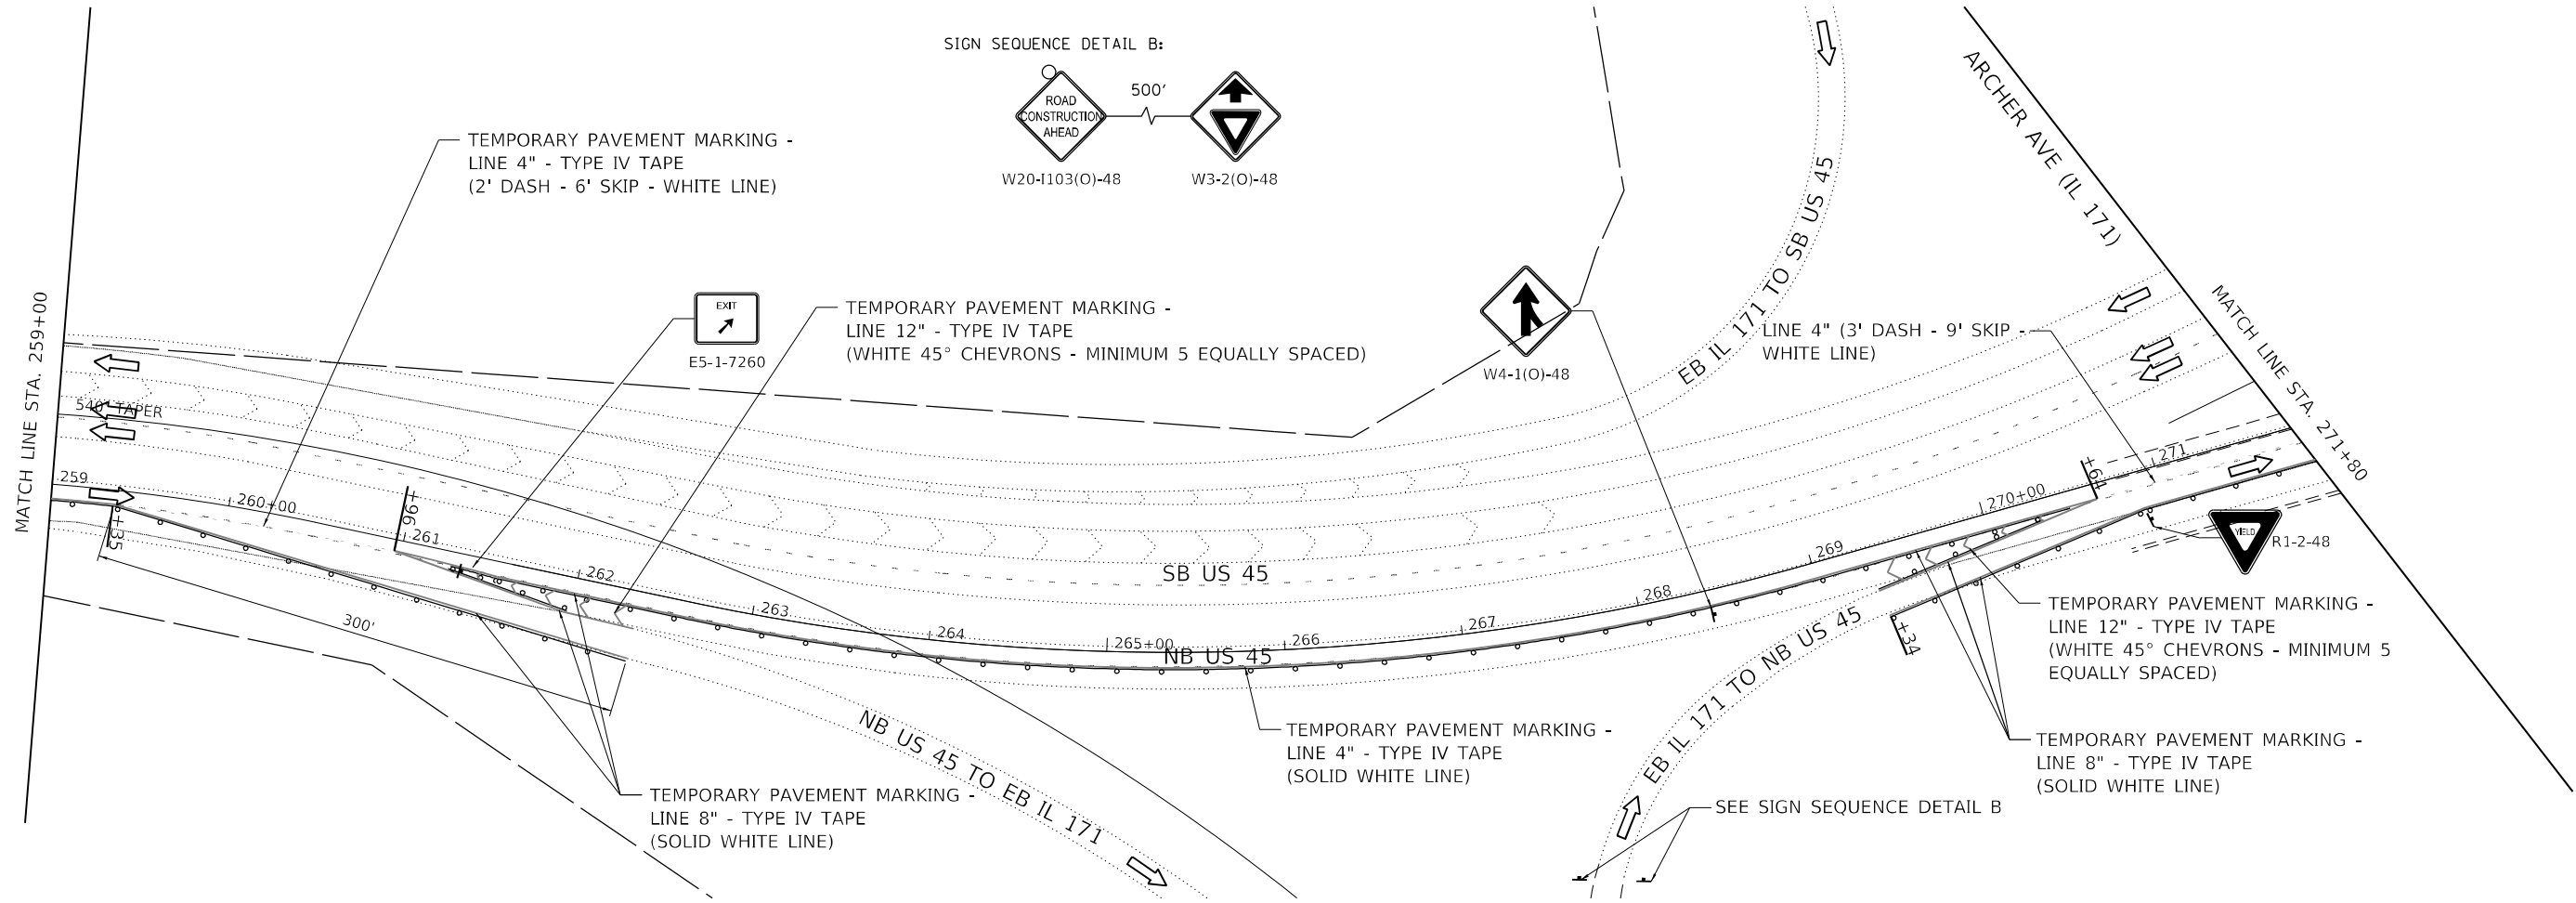 SIGN SEQUENCE DETAIL B:
ROAD
CONSTRUCTION
AHEAD
500'
W20-I103(O)-48
W3-2(O)-48
TEMPORARY PAVEMENT MARKING -
LINE 4" - TYPE IV TAPE
(2' DASH - 6' SKIP - WHITE LINE)
EXIT
E5-1-7260
TEMPORARY PAVEMENT MARKING -
LINE 12" - TYPE IV TAPE
(WHITE 45° CHEVRONS - MINIMUM 5 EQUALLY SPACED)
W4-1(O)-48
EB IL 171 TO SB US 45
ARCHER AVE (IL 171)
LINE 4" (3' DASH - 9' SKIP -
WHITE LINE)
MATCH LINE STA. 271+80
MATCH LINE STA. 259+00
540' TAPER
259
+35
260+00
+96
261
262
263
264
265+00
266
267
268
269
270+00
+64
271
SB US 45
NB US 45
300'
YIELD
R1-2-48
+34
TEMPORARY PAVEMENT MARKING -
LINE 12" - TYPE IV TAPE
(WHITE 45° CHEVRONS - MINIMUM 5
EQUALLY SPACED)
EB IL 171 TO NB US 45
NB US 45 TO EB IL 171
TEMPORARY PAVEMENT MARKING -
LINE 4" - TYPE IV TAPE
(SOLID WHITE LINE)
TEMPORARY PAVEMENT MARKING -
LINE 8" - TYPE IV TAPE
(SOLID WHITE LINE)
TEMPORARY PAVEMENT MARKING -
LINE 8" - TYPE IV TAPE
(SOLID WHITE LINE)
SEE SIGN SEQUENCE DETAIL B